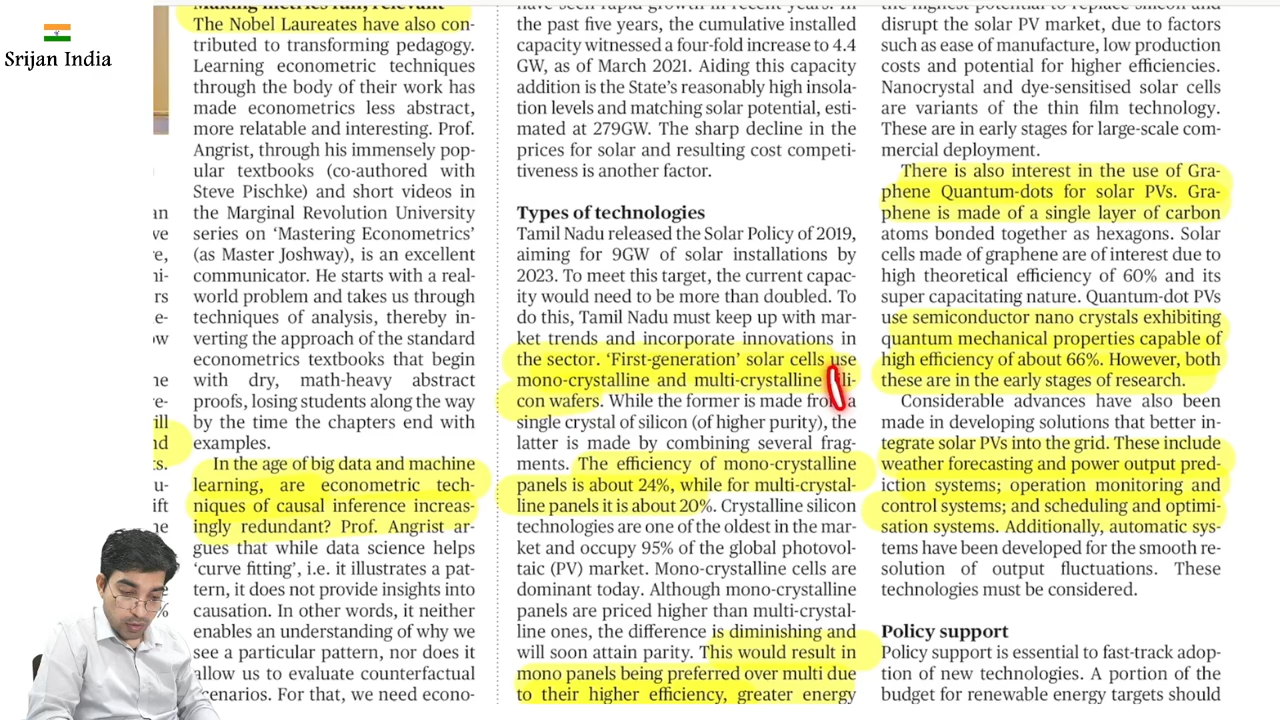 Srijan India
Making metrics fun, relevant
The Nobel Laureates have also con-
tributed to transforming pedagogy.
Learning econometric techniques
through the body of their work has
made econometrics less abstract,
more relatable and interesting. Prof.
Angrist, through his immensely pop-
ular textbooks (co-authored with
Steve Pischke) and short videos in
the Marginal Revolution University
series on ‘Mastering Econometrics’
(as Master Joshway), is an excellent
communicator. He starts with a real-
world problem and takes us through
techniques of analysis, thereby in-
verting the approach of the standard
econometrics textbooks that begin
with dry, math-heavy abstract
proofs, losing students along the way
by the time the chapters end with
examples.
In the age of big data and machine
learning, are econometric tech-
niques of causal inference increas-
ingly redundant? Prof. Angrist ar-
gues that while data science helps
‘curve fitting’, i.e. it illustrates a pat-
tern, it does not provide insights into
causation. In other words, it neither
enables an understanding of why we
see a particular pattern, nor does it
allow us to evaluate counterfactual
scenarios. For that, we need econo-
have seen rapid growth in recent years. In
the past five years, the cumulative installed
capacity witnessed a four-fold increase to 4.4
GW, as of March 2021. Aiding this capacity
addition is the State’s reasonably high insola-
tion levels and matching solar potential, esti-
mated at 279GW. The sharp decline in the
prices for solar and resulting cost competi-
tiveness is another factor.
Types of technologies
Tamil Nadu released the Solar Policy of 2019,
aiming for 9GW of solar installations by
2023. To meet this target, the current capac-
ity would need to be more than doubled. To
do this, Tamil Nadu must keep up with mar-
ket trends and incorporate innovations in
the sector. ‘First-generation’ solar cells use
mono-crystalline and multi-crystalline sili-
con wafers. While the former is made from a
single crystal of silicon (of higher purity), the
latter is made by combining several frag-
ments. The efficiency of mono-crystalline
panels is about 24%, while for multi-crystal-
line panels it is about 20%. Crystalline silicon
technologies are one of the oldest in the mar-
ket and occupy 95% of the global photovol-
taic (PV) market. Mono-crystalline cells are
dominant today. Although mono-crystalline
panels are priced higher than multi-crystal-
line ones, the difference is diminishing and
will soon attain parity. This would result in
mono panels being preferred over multi due
to their higher efficiency, greater energy
the highest potential to replace silicon and
disrupt the solar PV market, due to factors
such as ease of manufacture, low production
costs and potential for higher efficiencies.
Nanocrystal and dye-sensitised solar cells
are variants of the thin film technology.
These are in early stages for large-scale com-
mercial deployment.
There is also interest in the use of Gra-
phene Quantum-dots for solar PVs. Gra-
phene is made of a single layer of carbon
atoms bonded together as hexagons. Solar
cells made of graphene are of interest due to
high theoretical efficiency of 60% and its
super capacitating nature. Quantum-dot PVs
use semiconductor nano crystals exhibiting
quantum mechanical properties capable of
high efficiency of about 66%. However, both
these are in the early stages of research.
Considerable advances have also been
made in developing solutions that better in-
tegrate solar PVs into the grid. These include
weather forecasting and power output pred-
iction systems; operation monitoring and
control systems; and scheduling and optimi-
sation systems. Additionally, automatic sys-
tems have been developed for the smooth re-
solution of output fluctuations. These
technologies must be considered.
Policy support
Policy support is essential to fast-track adop-
tion of new technologies. A portion of the
budget for renewable energy targets should